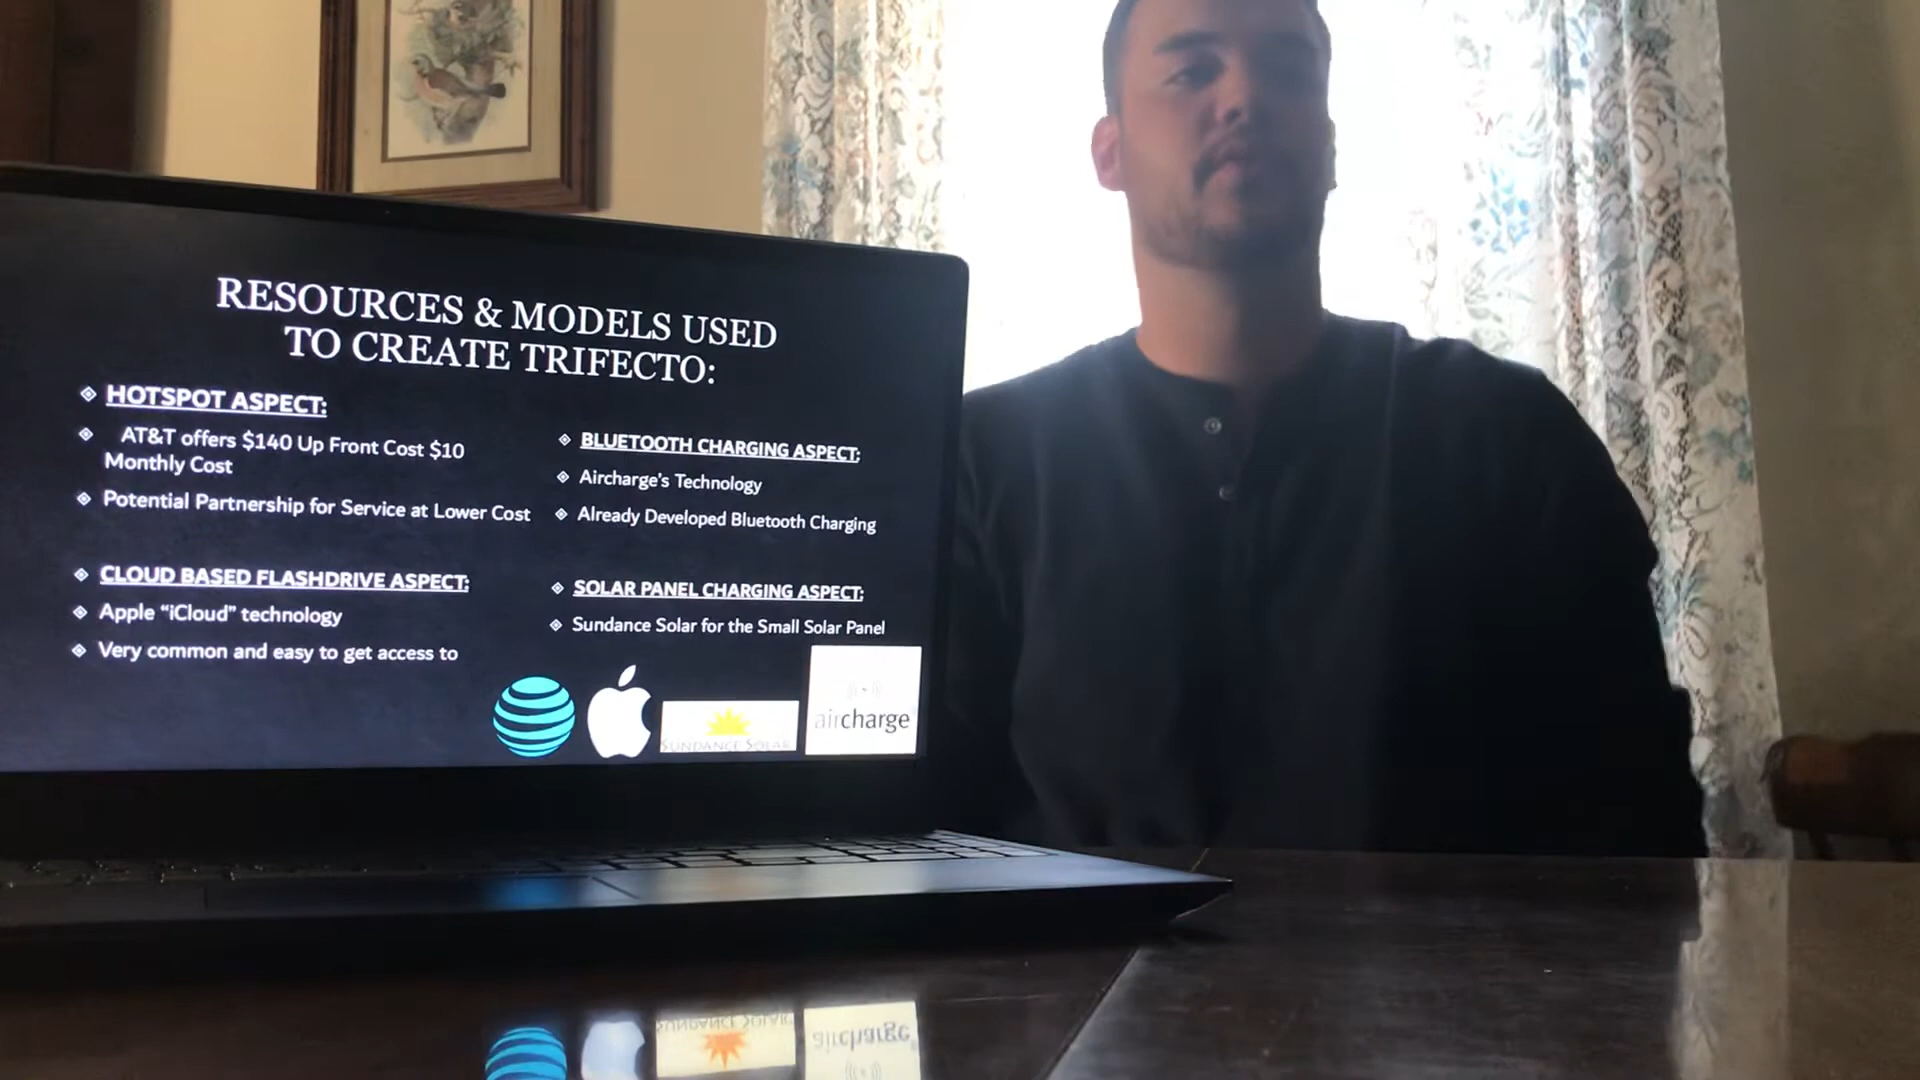 RESOURCES & MODELS USED
TO CREATE TRIFECTO:
HOTSPOT ASPECT:
AT&T offers $140 Up Front Cost $10
Monthly Cost
Potential Partnership for Service at Lower Cost
CLOUD BASED FLASHDRIVE ASPECT:
Apple “iCloud” technology
Very common and easy to get access to
BLUETOOTH CHARGING ASPECT:
Aircharge’s Technology
Already Developed Bluetooth Charging
SOLAR PANEL CHARGING ASPECT:
Sundance Solar for the Small Solar Panel
SUNDANCE SOLAR
aircharge